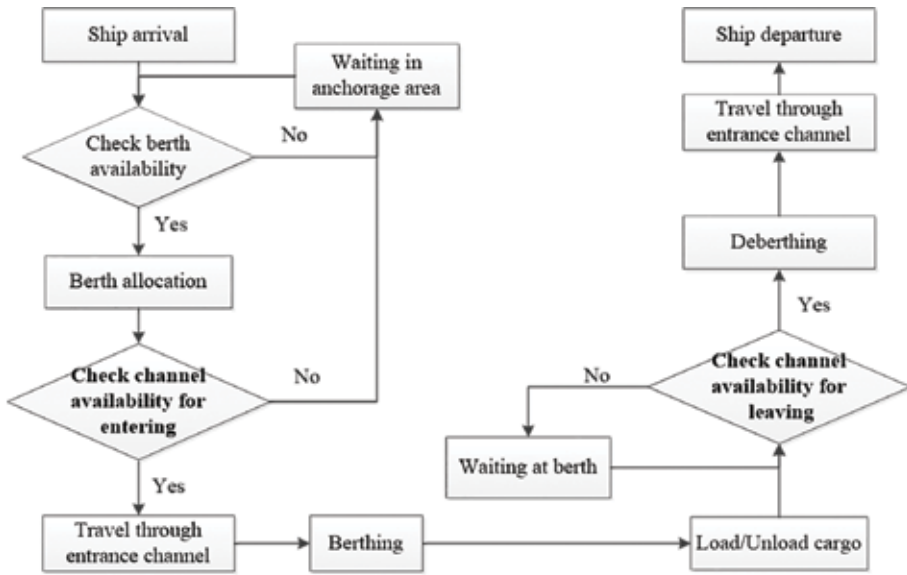 Ship arrival
Waiting in
anchorage area
Check berth
availability
No
Yes
Berth allocation
Check channel
availability for
entering
No
Yes
Travel through
entrance channel
Berthing
Load/Unload cargo
Check channel
availability for
leaving
No
Waiting at berth
Yes
Deberthing
Travel through
entrance channel
Ship departure